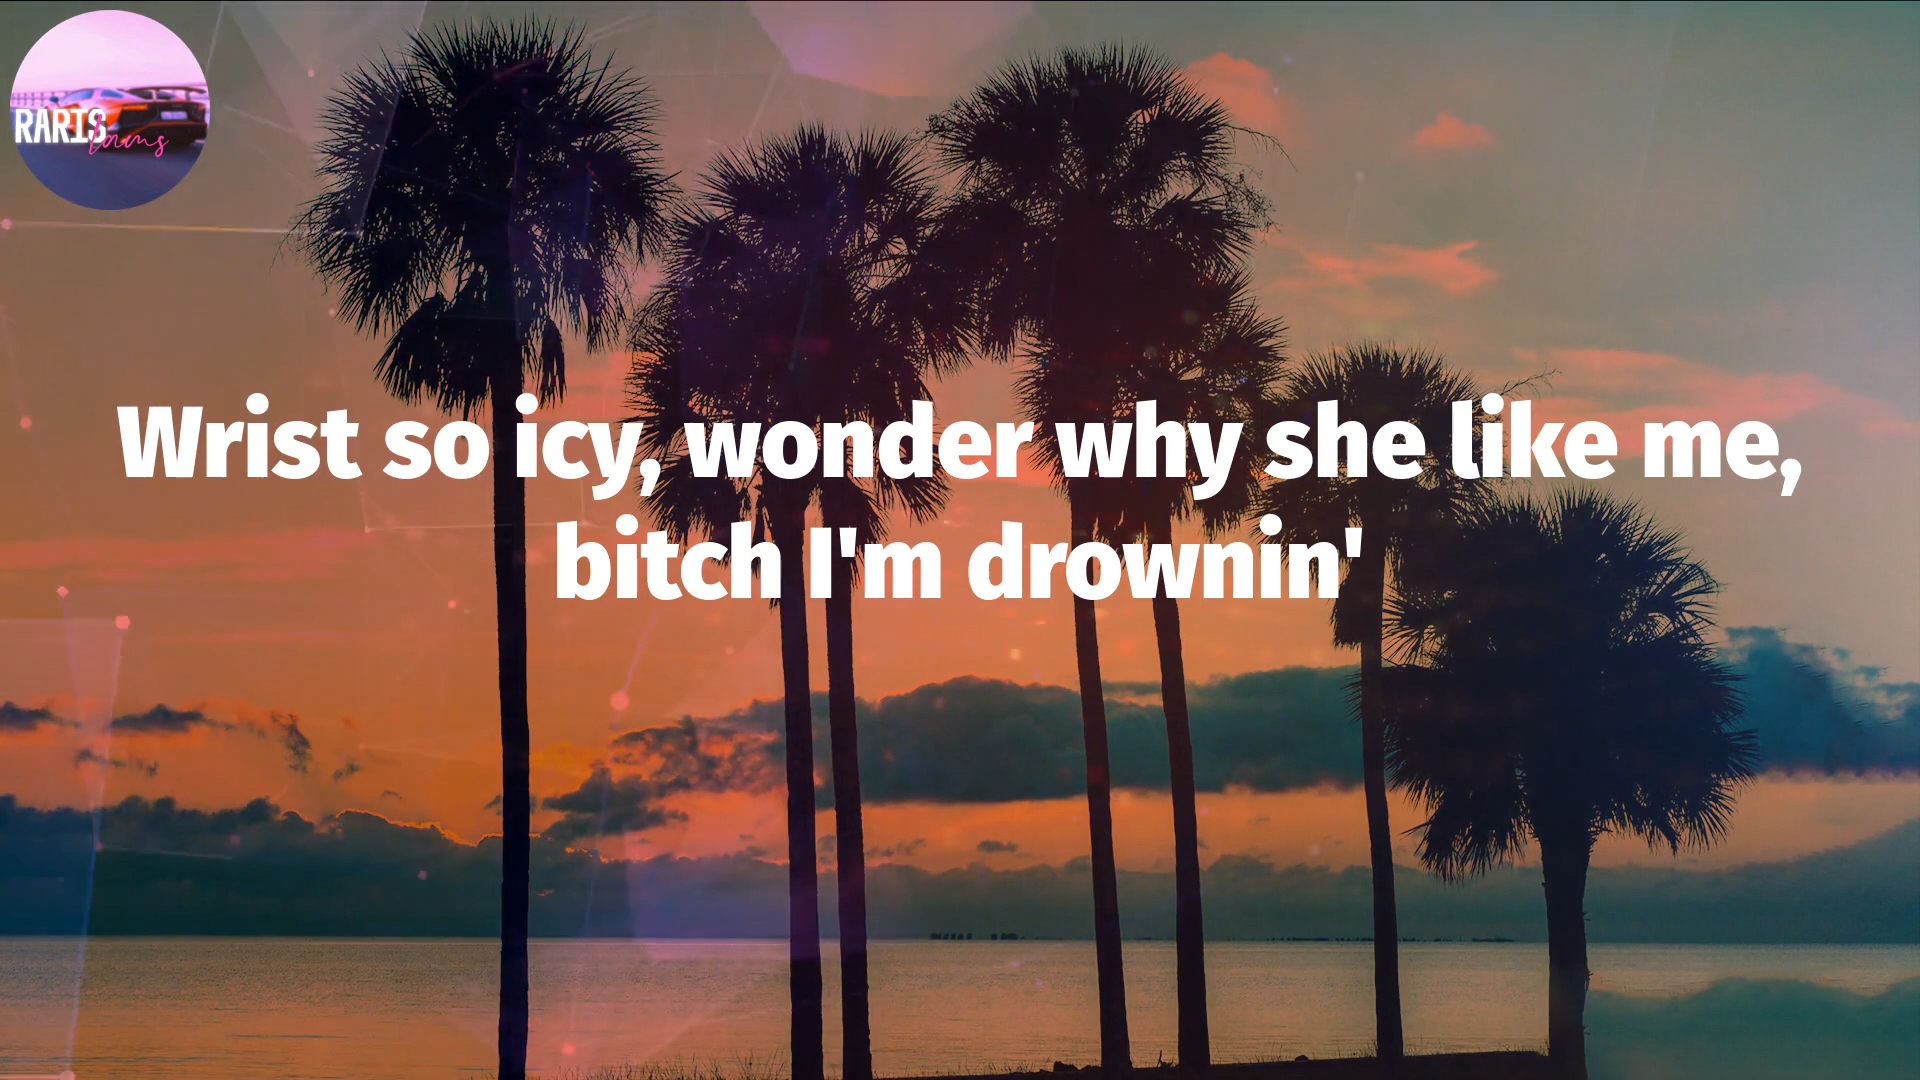 RARIS
Wrist so icy, wonder why she like me,
bitch I'm drownin'